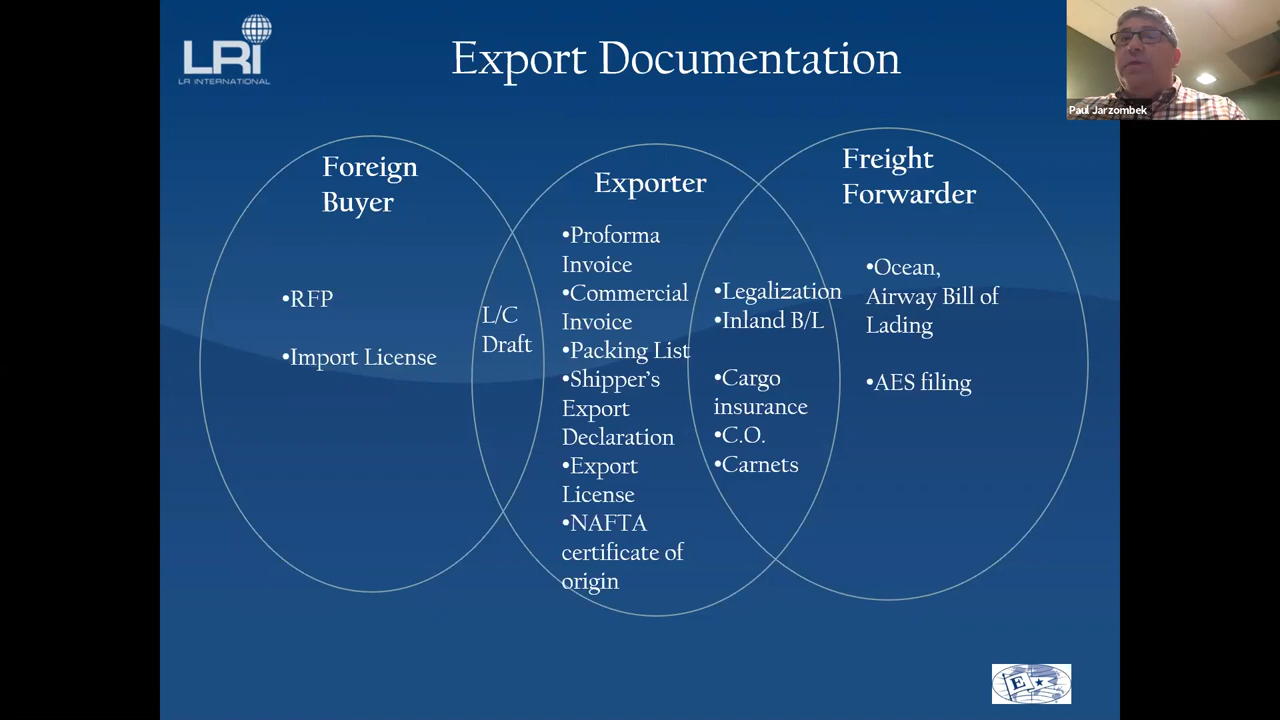 LRI
LR INTERNATIONAL
Export Documentation
Paul Jarzombek
Foreign
Buyer
•RFP
•Import License
L/C
Draft
Exporter
•Proforma
Invoice
•Commercial
Invoice
•Packing List
•Shipper's
Export
Declaration
•Export
License
•NAFTA
certificate of
origin
•Legalization
•Inland B/L
•Cargo
insurance
•C.O.
•Carnets
Freight
Forwarder
•Ocean,
Airway Bill of
Lading
•AES filing
E